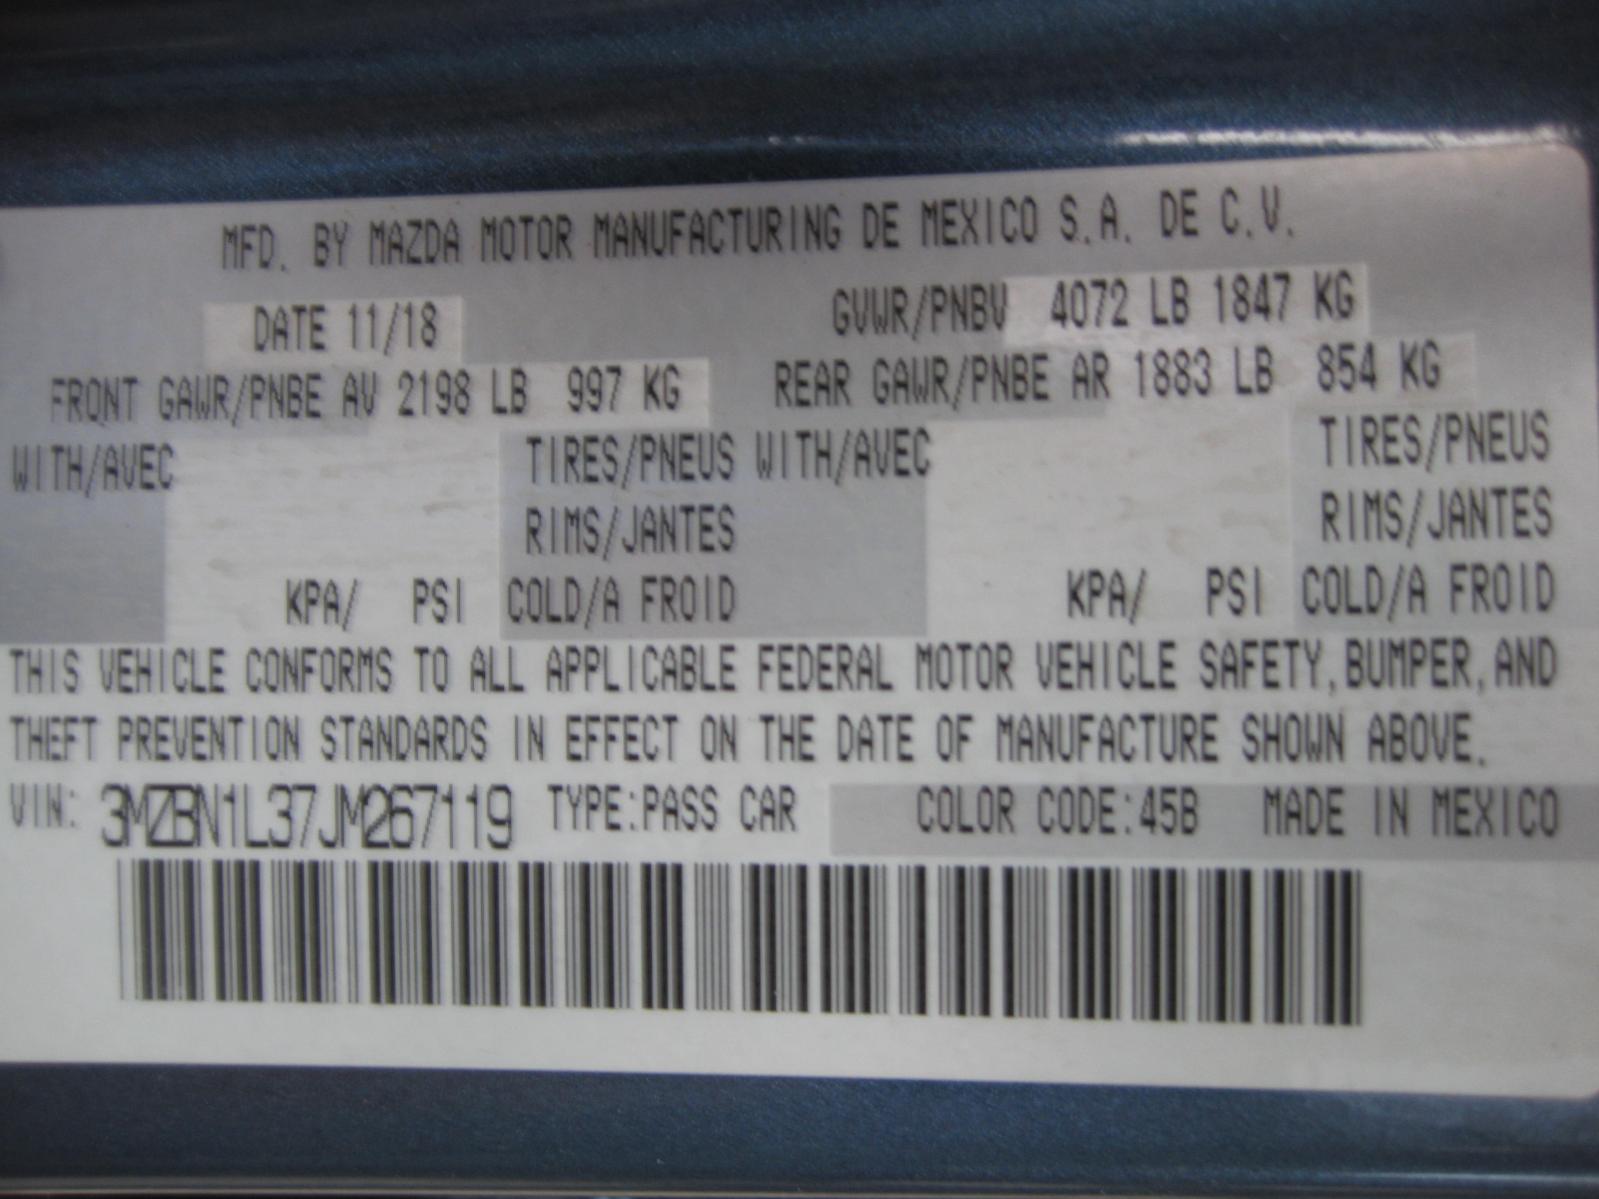 MFD. BY MAZDA MOTOR MANUFACTURING DE MEXICO S.A. DE C.V.
DATE 11/18 GVWR/PNBV 4072 LB 1847 KG
FRONT GAWR/PNBE AV 2198 LB 997 KG REAR GAWR/PNBE AR 1883 LB 854 KG
WITH/AVEC TIRES/PNEUS WITH/AVEC TIRES/PNEUS
RIMS/JANTES RIMS/JANTES
KPA/ PSI COLD/A FROID KPA/ PSI COLD/A FROID
THIS VEHICLE CONFORMS TO ALL APPLICABLE FEDERAL MOTOR VEHICLE SAFETY, BUMPER, AND
THEFT PREVENTION STANDARDS IN EFFECT ON THE DATE OF MANUFACTURE SHOWN ABOVE.
VIN: 3MZBN1L37JM267119 TYPE:PASS CAR COLOR CODE:45B MADE IN MEXICO